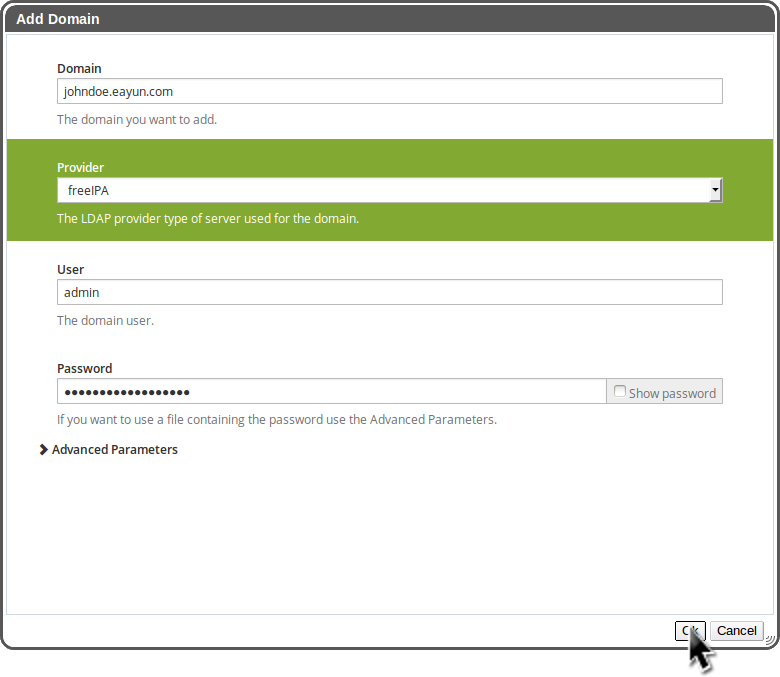 Add Domain
Domain
johndoe.eayun.com
The domain you want to add.
Provider
freeIPA
The LDAP provider type of server used for the domain.
User
admin
The domain user.
Password
••••••••••••••••••
Show password
If you want to use a file containing the password use the Advanced Parameters.
Advanced Parameters
Ok Cancel